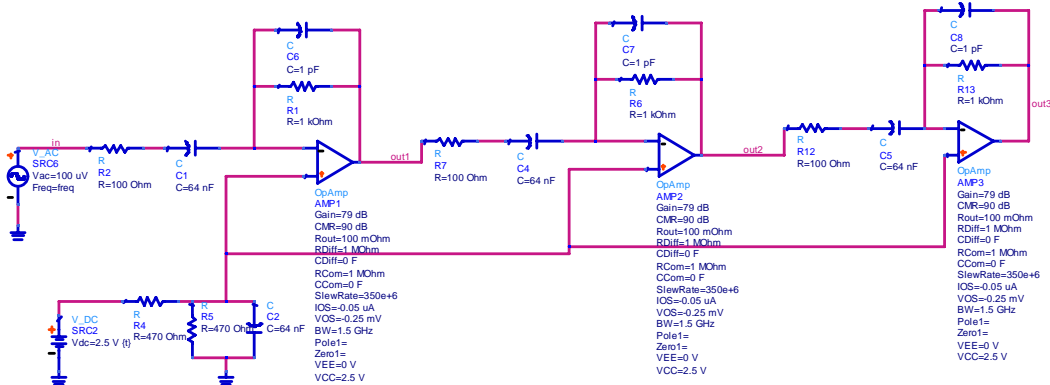 C
C6
C=1 pF
R
R1
R=1 kOhm
C
C7
C=1 pF
R
R6
R=1 kOhm
C
C8
C=1 pF
R
R13
R=1 kOhm
in
out1
out2
out3
V_AC
SRC6
Vac=100 uV
Freq=freq
R
R2
R=100 Ohm
C
C1
C=64 nF
R
R7
R=100 Ohm
C
C4
C=64 nF
R
R12
R=100 Ohm
C
C5
C=64 nF
OpAmp
AMP1
Gain=79 dB
CMR=90 dB
Rout=100 mOhm
RDiff=1 MOhm
CDiff=0 F
RCom=1 MOhm
CCom=0 F
SlewRate=350e+6
IOS=-0.05 uA
VOS=-0.25 mV
BW=1.5 GHz
Pole1=
Zero1=
VEE=0 V
VCC=2.5 V
OpAmp
AMP2
Gain=79 dB
CMR=90 dB
Rout=100 mOhm
RDiff=1 MOhm
CDiff=0 F
RCom=1 MOhm
CCom=0 F
SlewRate=350e+6
IOS=-0.05 uA
VOS=-0.25 mV
BW=1.5 GHz
Pole1=
Zero1=
VEE=0 V
VCC=2.5 V
OpAmp
AMP3
Gain=79 dB
CMR=90 dB
Rout=100 mOhm
RDiff=1 MOhm
CDiff=0 F
RCom=1 MOhm
CCom=0 F
SlewRate=350e+6
IOS=-0.05 uA
VOS=-0.25 mV
BW=1.5 GHz
Pole1=
Zero1=
VEE=0 V
VCC=2.5 V
V_DC
SRC2
Vdc=2.5 V {t}
R
R4
R=470 Ohm
R
R5
R=470 Ohm
C
C2
C=64 nF